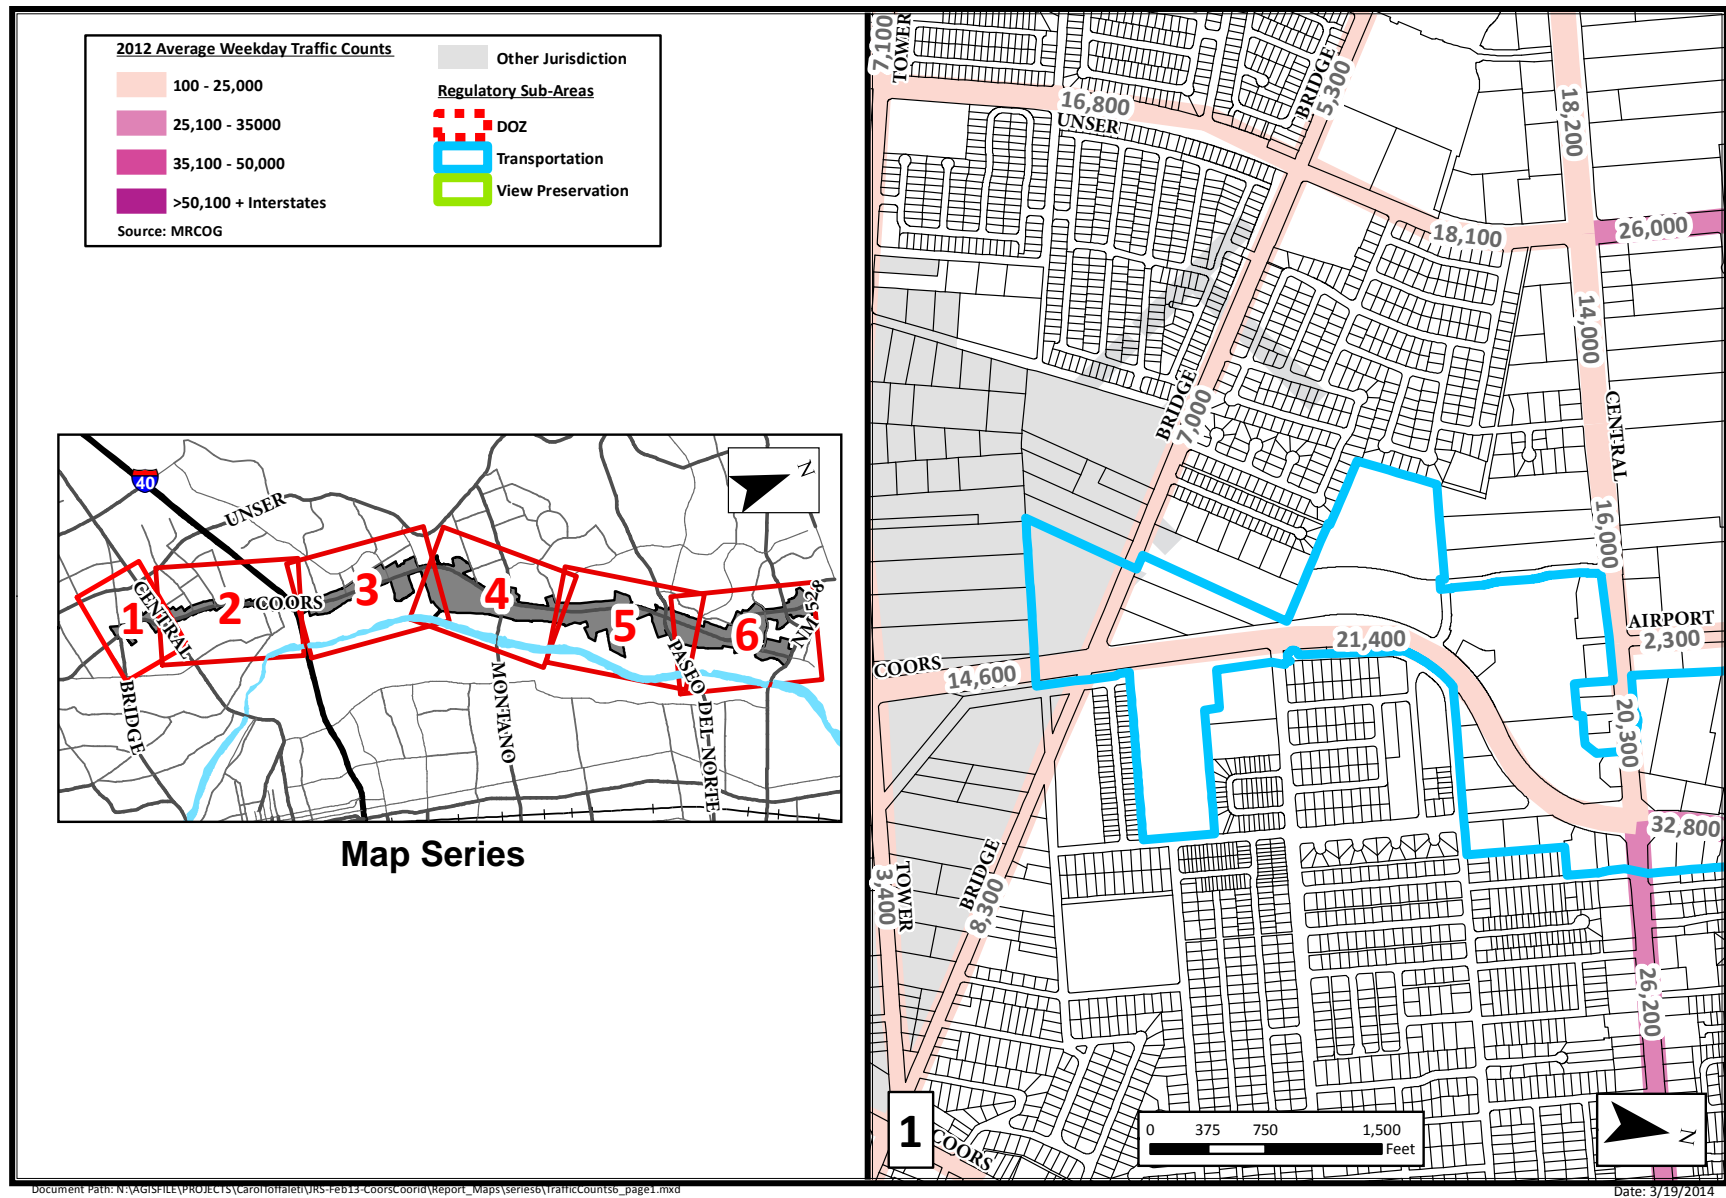 2012 Average Weekday Traffic Counts
100 - 25,000
25,100 - 35000
35,100 - 50,000
>50,100 + Interstates
Source: MRCOG
Other Jurisdiction
Regulatory Sub-Areas
DOZ
Transportation
View Preservation
40
UNSER
N
1
CENTRAL
2
COORS
3
4
5
6
NM528
BRIDGE
MONTANO
PASEO-DEL-NORTE
Map Series
7,100
TOWER
16,800
UNSER
BRIDGE
5,300
18,200
18,100
26,000
14,000
BRIDGE
7,000
CENTRAL
16,000
AIRPORT
2,300
COORS
14,600
21,400
20,300
32,800
3,400
TOWER
BRIDGE
8,300
26,200
1
COORS
0 375 750 1,500
Feet
N
Document Path: N:\AGISFILE\PROJECTS\CarolToffaleti\JRS-Feb13-CoorsCoorid\Report_Maps\series6\TrafficCounts6_page1.mxd
Date: 3/19/2014